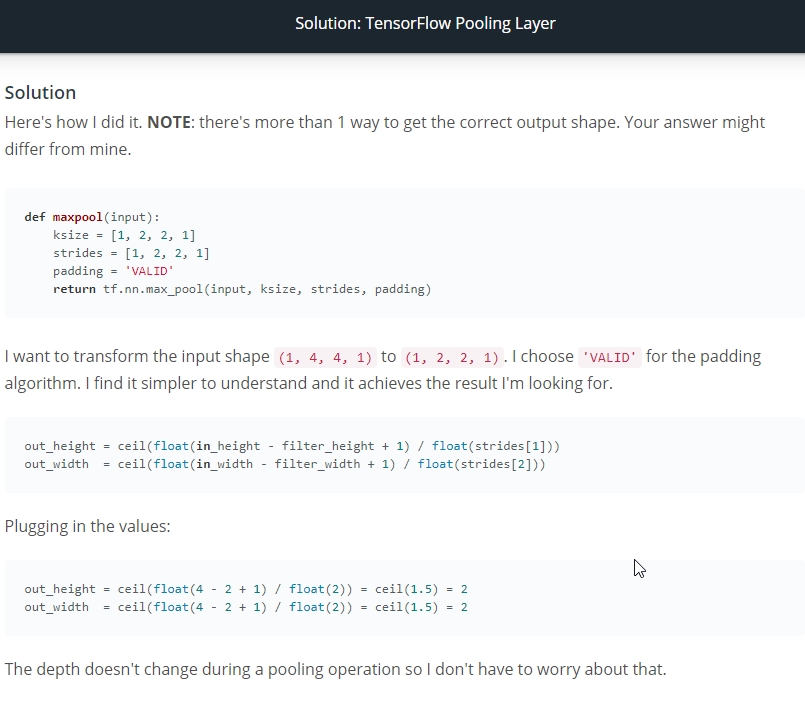 Solution: TensorFlow Pooling Layer
Solution
Here's how I did it. NOTE: there's more than 1 way to get the correct output shape. Your answer might
differ from mine.
def maxpool(input):
    ksize = [1, 2, 2, 1]
    strides = [1, 2, 2, 1]
    padding = 'VALID'
    return tf.nn.max_pool(input, ksize, strides, padding)
I want to transform the input shape (1, 4, 4, 1) to (1, 2, 2, 1). I choose 'VALID' for the padding
algorithm. I find it simpler to understand and it achieves the result I'm looking for.
out_height = ceil(float(in_height - filter_height + 1) / float(strides[1]))
out_width  = ceil(float(in_width - filter_width + 1) / float(strides[2]))
Plugging in the values:
out_height = ceil(float(4 - 2 + 1) / float(2)) = ceil(1.5) = 2
out_width  = ceil(float(4 - 2 + 1) / float(2)) = ceil(1.5) = 2
The depth doesn't change during a pooling operation so I don't have to worry about that.